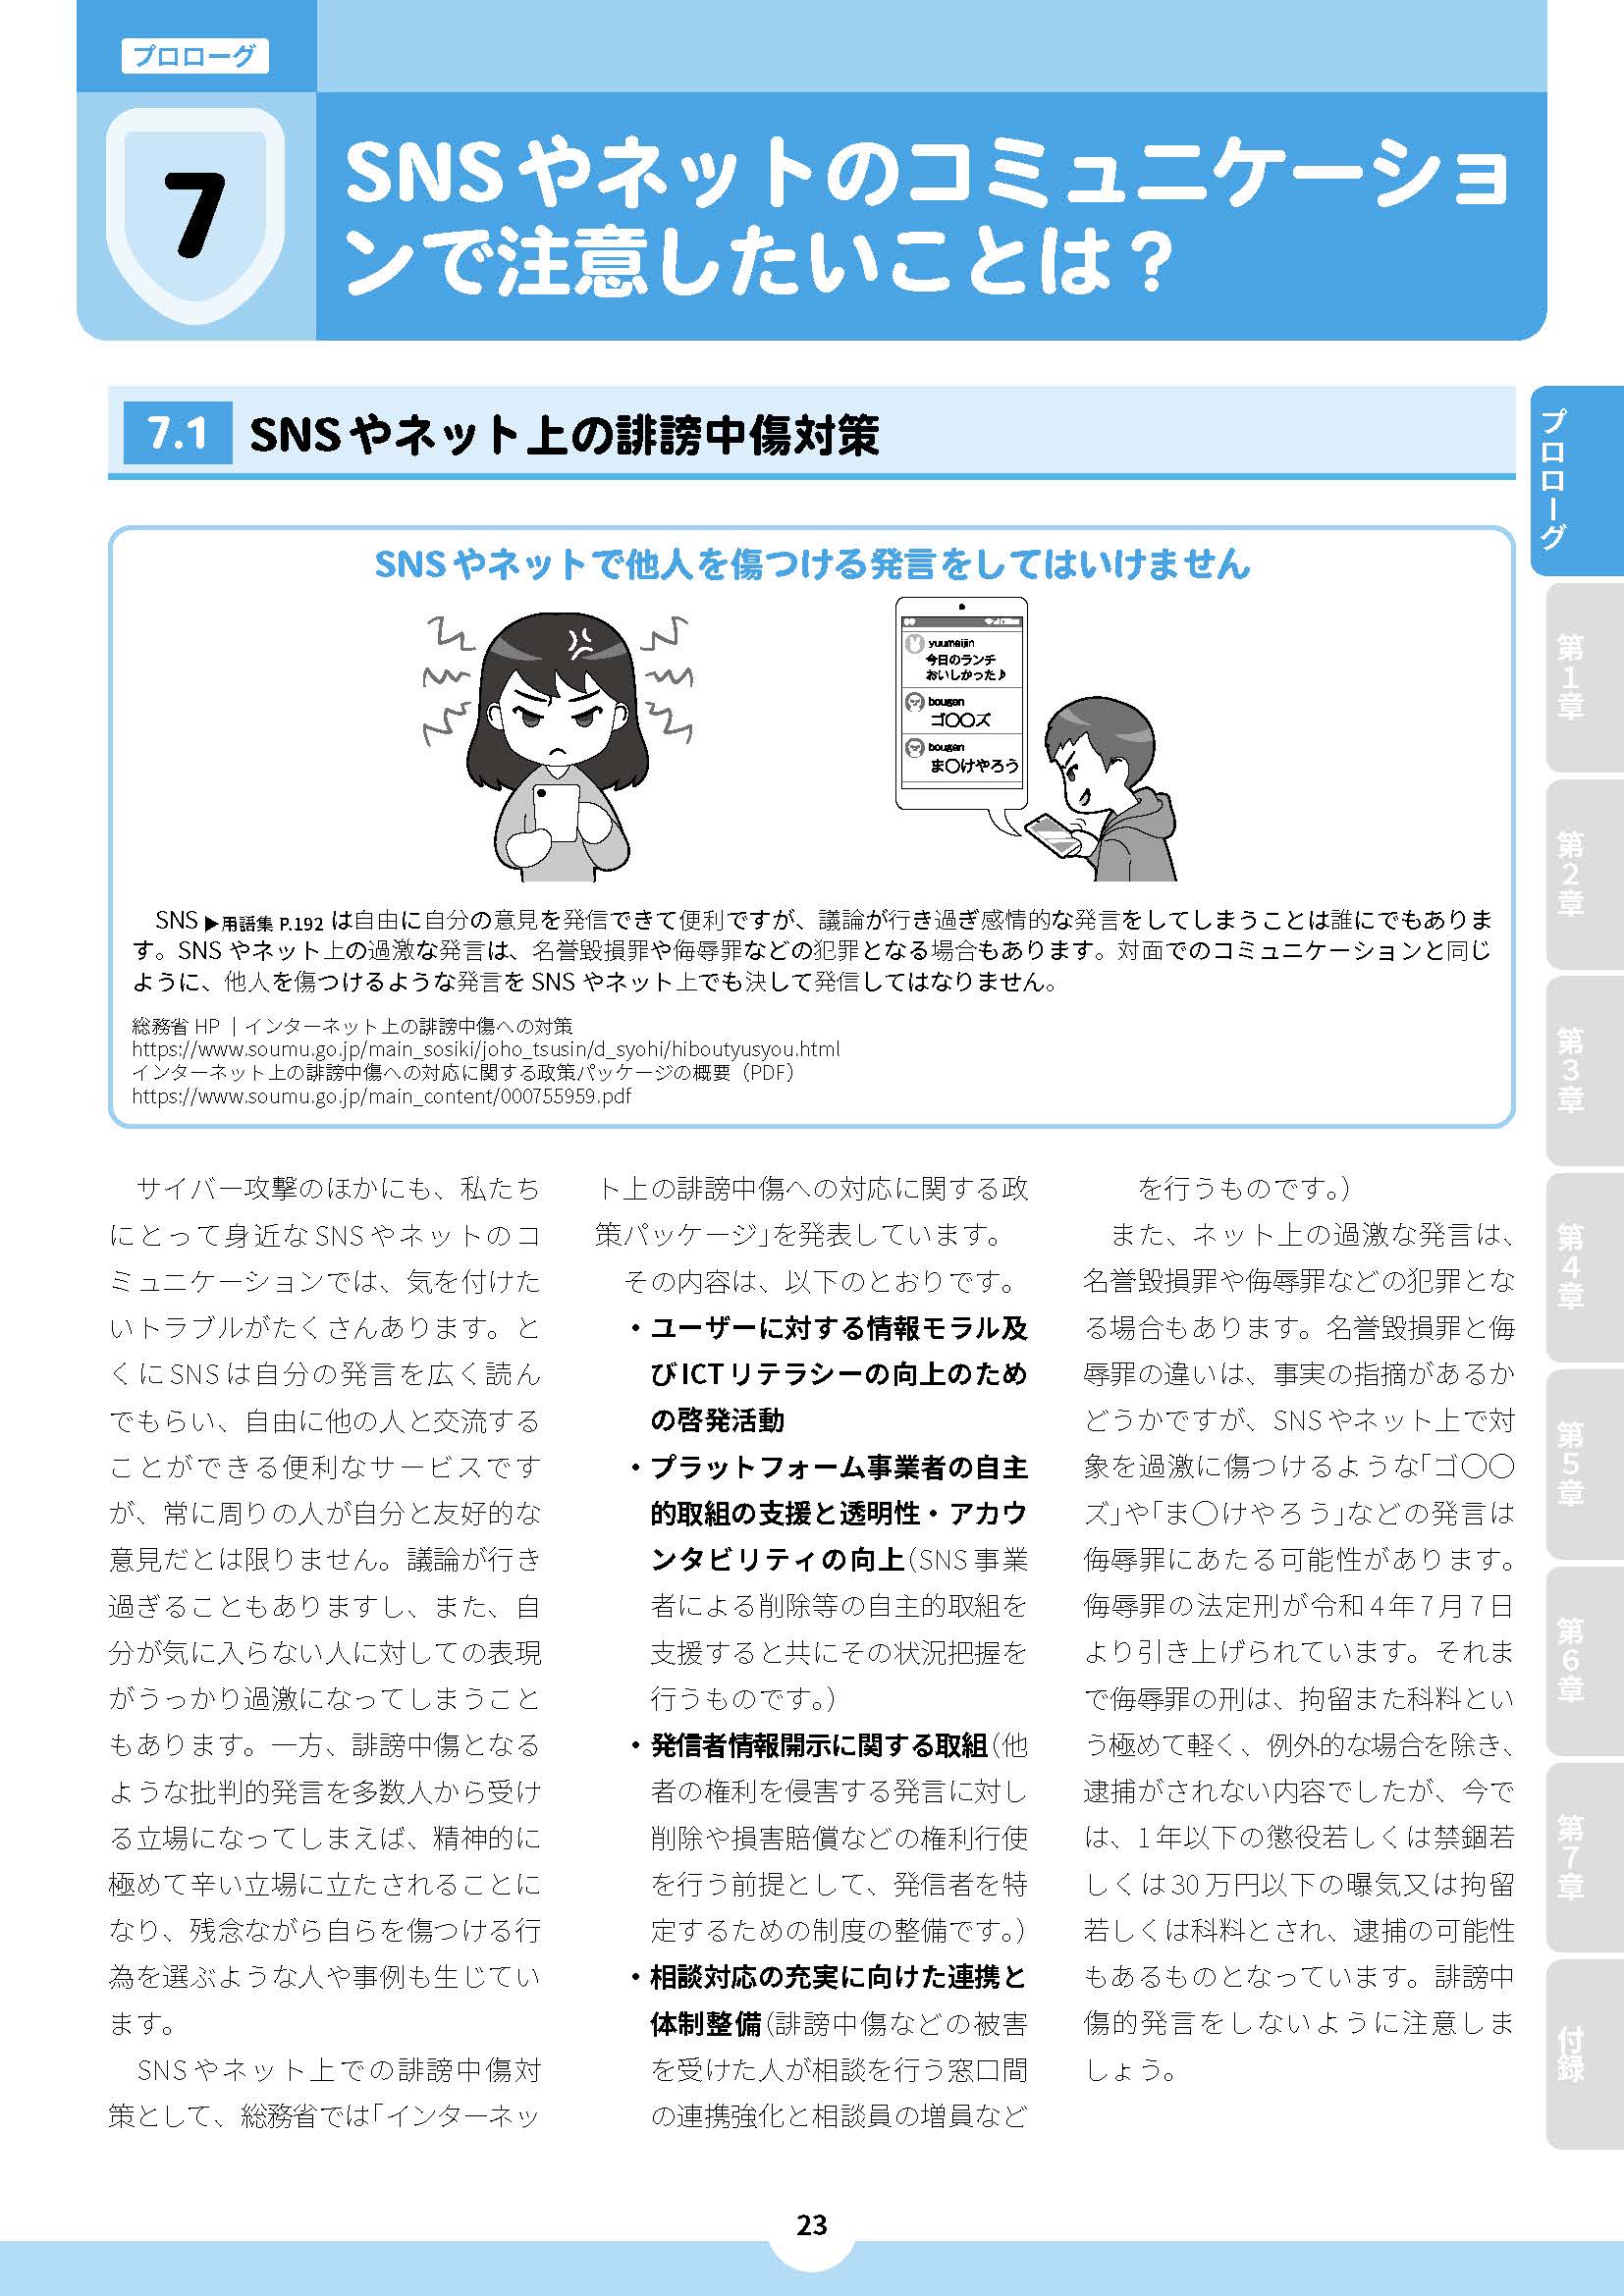 プロローグ
7
SNSやネットのコミュニケーショ
ンで注意したいことは？
7.1 SNSやネット上の誹謗中傷対策
SNSやネットで他人を傷つける発言をしてはいけません
yuumeijin
今日のランチ
おいしかった♪
bougen
ゴ〇〇ズ
bougen
ま〇けやろう
SNS▶用語集 P.192 は自由に自分の意見を発信できて便利ですが、議論が行き過ぎ感情的な発言をしてしまうことは誰にでもありま
す。SNS やネット上の過激な発言は、名誉毀損罪や侮辱罪などの犯罪となる場合もあります。対面でのコミュニケーションと同じ
ように、他人を傷つけるような発言を SNS やネット上でも決して発信してはなりません。
総務省 HP ｜インターネット上の誹謗中傷への対策
https://www.soumu.go.jp/main_sosiki/joho_tsusin/d_syohi/hiboutyusyou.html
インターネット上の誹謗中傷への対応に関する政策パッケージの概要（PDF）
https://www.soumu.go.jp/main_content/000755959.pdf
サイバー攻撃のほかにも、私たち
にとって身近なSNSやネットのコ
ミュニケーションでは、気を付けた
いトラブルがたくさんあります。と
くにSNSは自分の発言を広く読ん
でもらい、自由に他の人と交流する
ことができる便利なサービスです
が、常に周りの人が自分と友好的な
意見だとは限りません。議論が行き
過ぎることもありますし、また、自
分が気に入らない人に対しての表現
がうっかり過激になってしまうこと
もあります。一方、誹謗中傷となる
ような批判的発言を多数人から受け
る立場になってしまえば、精神的に
極めて辛い立場に立たされることに
なり、残念ながら自らを傷つける行
為を選ぶような人や事例も生じてい
ます。
SNSやネット上での誹謗中傷対
策として、総務省では「インターネッ
ト上の誹謗中傷への対応に関する政
策パッケージ」を発表しています。
その内容は、以下のとおりです。
・ユーザーに対する情報モラル及
びICTリテラシーの向上のため
の啓発活動
・プラットフォーム事業者の自主
的取組の支援と透明性・アカウ
ンタビリティの向上（SNS事業
者による削除等の自主的取組を
支援すると共にその状況把握を
行うものです。）
・発信者情報開示に関する取組（他
者の権利を侵害する発言に対し
削除や損害賠償などの権利行使
を行う前提として、発信者を特
定するための制度の整備です。）
・相談対応の充実に向けた連携と
体制整備（誹謗中傷などの被害
を受けた人が相談を行う窓口間
の連携強化と相談員の増員など
を行うものです。）
また、ネット上の過激な発言は、
名誉毀損罪や侮辱罪などの犯罪とな
る場合もあります。名誉毀損罪と侮
辱罪の違いは、事実の指摘があるか
どうかですが、SNSやネット上で対
象を過激に傷つけるような「ゴ〇〇
ズ」や「ま〇けやろう」などの発言は
侮辱罪にあたる可能性があります。
侮辱罪の法定刑が令和4年7月7日
より引き上げられています。それま
で侮辱罪の刑は、拘留また科料とい
う極めて軽く、例外的な場合を除き、
逮捕がされない内容でしたが、今で
は、1年以下の懲役若しくは禁錮若
しくは30万円以下の曝気又は拘留
若しくは科料とされ、逮捕の可能性
もあるものとなっています。誹謗中
傷的発言をしないように注意しま
しょう。
プロローグ
第1章
第2章
第3章
第4章
第5章
第6章
第7章
付録
23